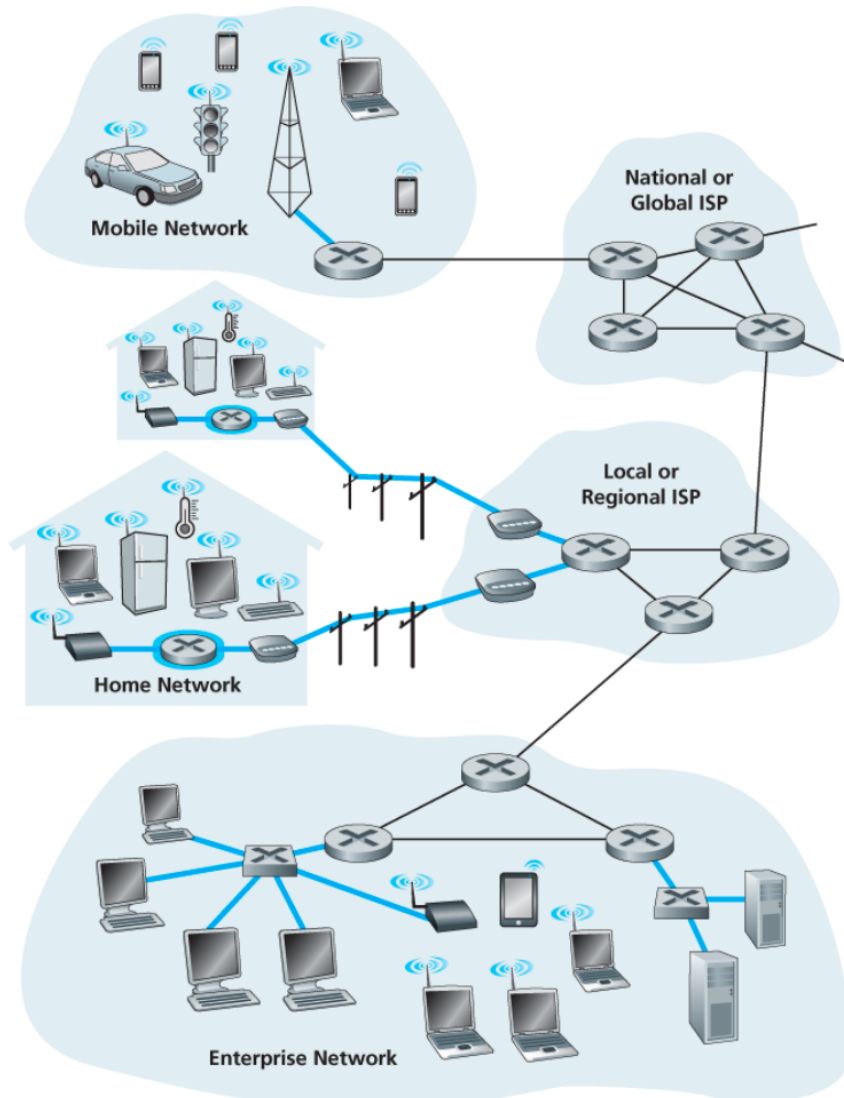 National or
Global ISP
Mobile Network
Local or
Regional ISP
Home Network
Enterprise Network